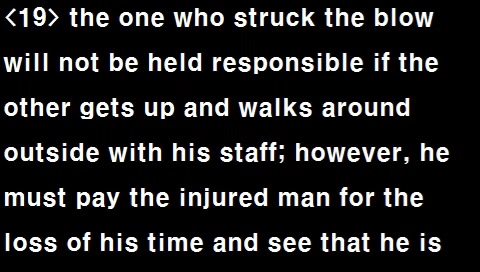 <19> the one who struck the blow
will not be held responsible if the
other gets up and walks around
outside with his staff; however, he
must pay the injured man for the
loss of his time and see that he is